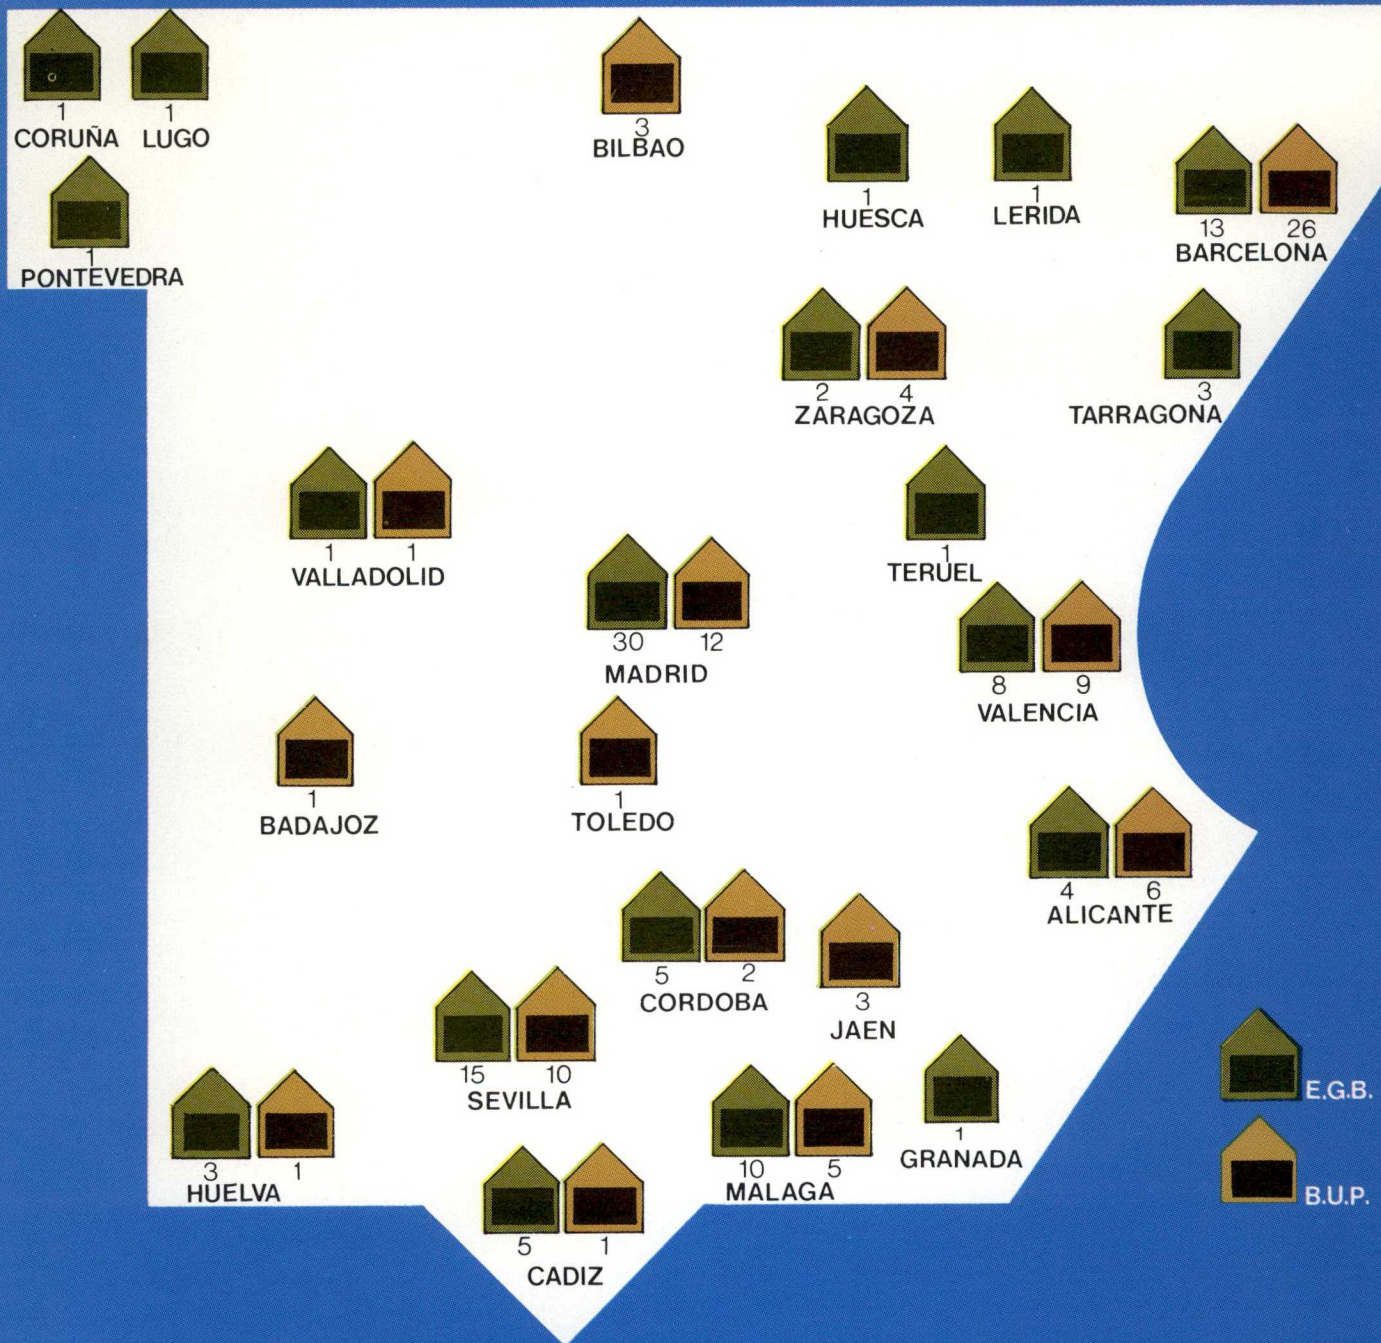 1 1
CORUÑA LUGO
1
PONTEVEDRA
3
BILBAO
1
HUESCA
1
LERIDA
13 26
BARCELONA
2 4
ZARAGOZA
3
TARRAGONA
1 1
VALLADOLID
1
TERUEL
30 12
MADRID
8 9
VALENCIA
1
BADAJOZ
1
TOLEDO
4 6
ALICANTE
5 2
CORDOBA
3
JAEN
15 10
SEVILLA
3 1
HUELVA
10 5
MALAGA
1
GRANADA
5 1
CADIZ
E.G.B.
B.U.P.